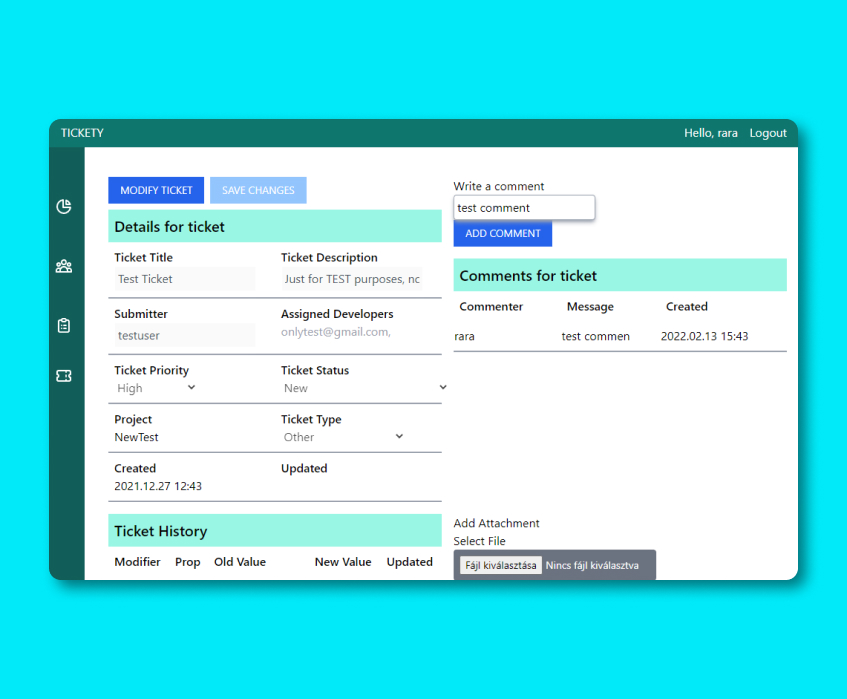 TICKETY
Hello, rara Logout
MODIFY TICKET SAVE CHANGES
Details for ticket
Ticket Title Ticket Description
Test Ticket Just for TEST purposes, nc
Submitter Assigned Developers
testuser onlytest@gmail.com,
Ticket Priority Ticket Status
High New
Project Ticket Type
NewTest Other
Created Updated
2021.12.27 12:43
Ticket History
Modifier Prop Old Value New Value Updated
Write a comment
test comment
ADD COMMENT
Comments for ticket
Commenter Message Created
rara test commen 2022.02.13 15:43
Add Attachment
Select File
Fájl kiválasztása Nincs fájl kiválasztva